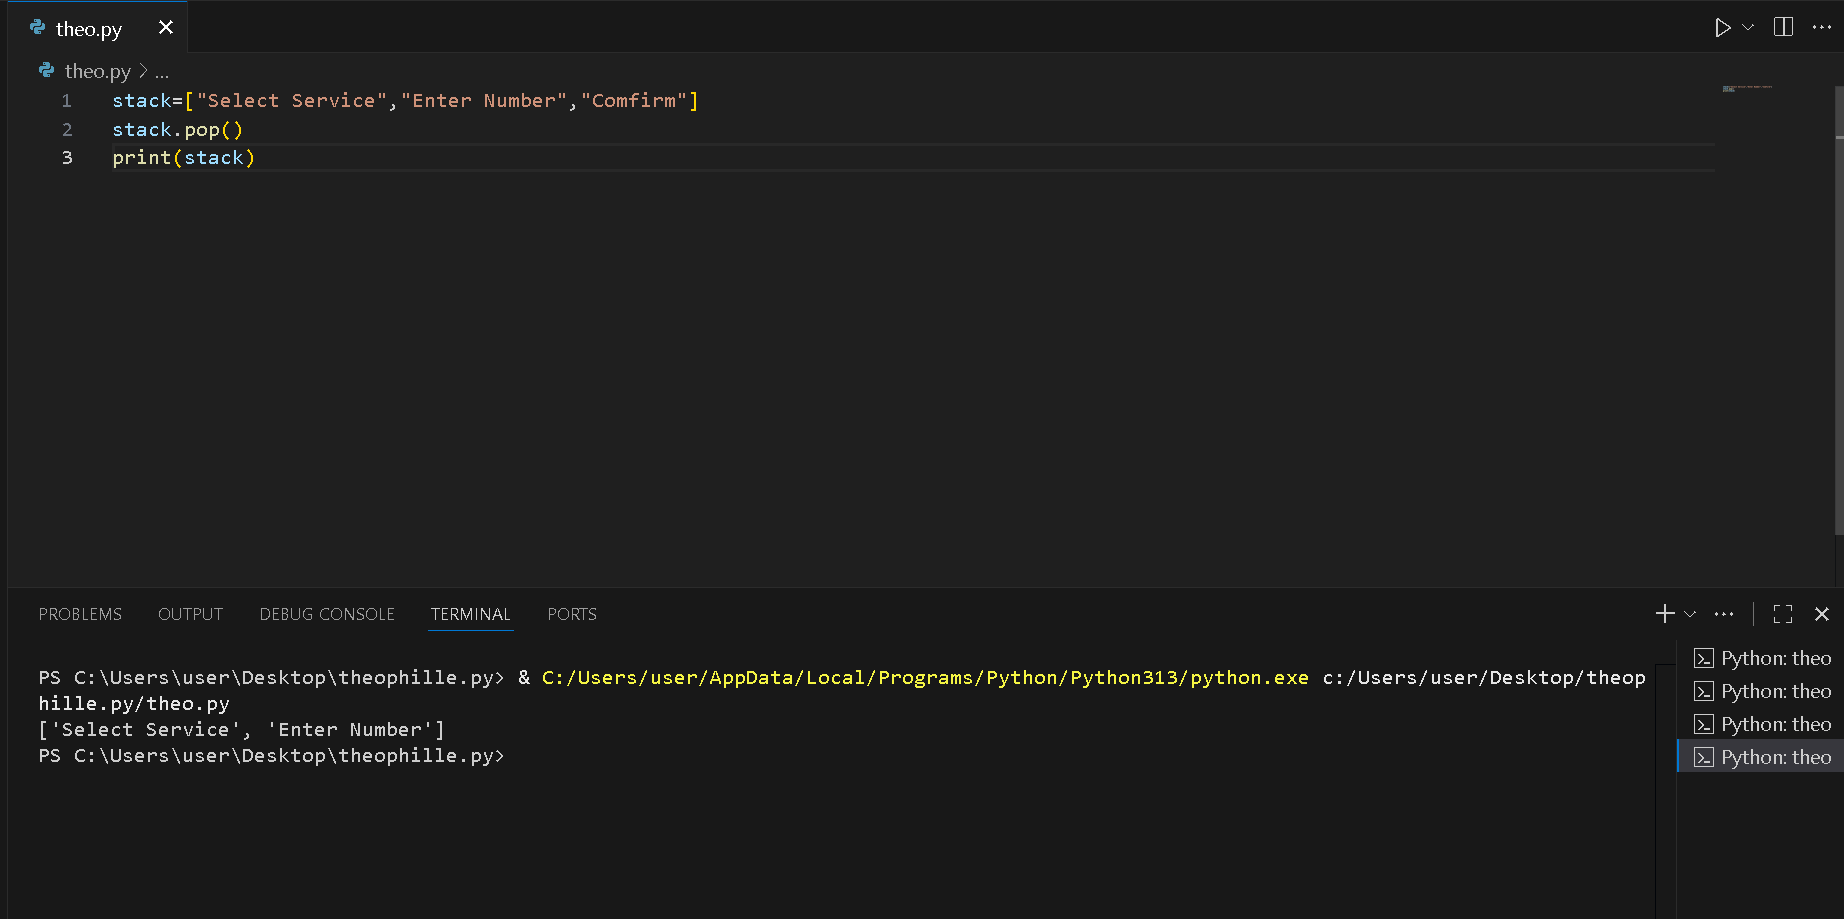 theo.py
theo.py > ...
1 stack=["Select Service","Enter Number","Comfirm"]
2 stack.pop()
3 print(stack)
PROBLEMS OUTPUT DEBUG CONSOLE TERMINAL PORTS
PS C:\Users\user\Desktop\theophille.py> & C:/Users/user/AppData/Local/Programs/Python/Python313/python.exe c:/Users/user/Desktop/theop
hille.py/theo.py
['Select Service', 'Enter Number']
PS C:\Users\user\Desktop\theophille.py>
Python: theo
Python: theo
Python: theo
Python: theo